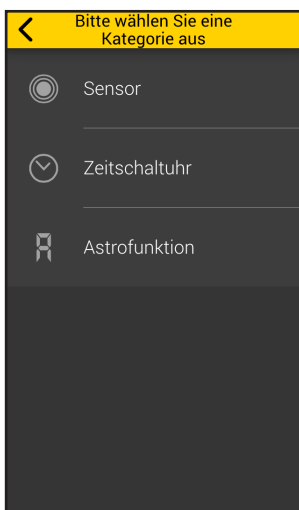 Bitte wählen Sie eine
Kategorie aus
Sensor
Zeitschaltuhr
Astrofunktion